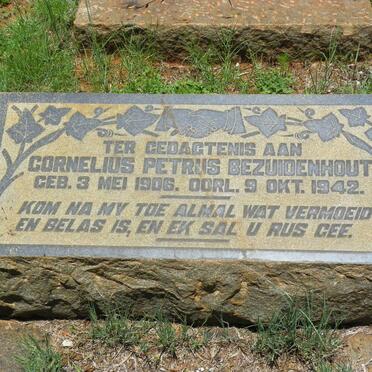 TER GEDAGTENIS AAN
CORNELIUS PETRUS BEZUIDENHOUT
GEB. 3 MEI 1906. OORL. 9 OKT. 1942.
KOM NA MY TOE ALMAL WAT VERMOEID
EN BELAS IS, EN EK SAL U RUS GEE.